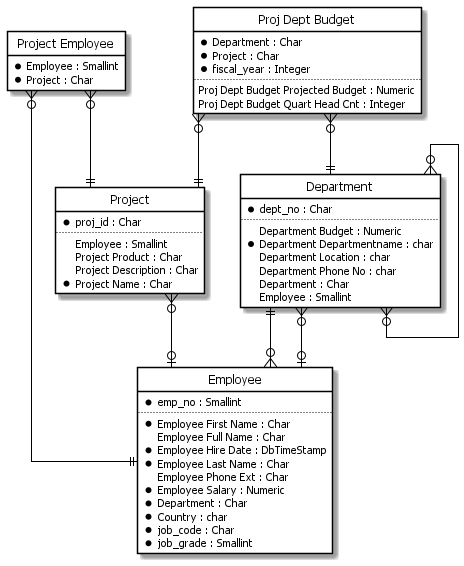 Proj Dept Budget
Department : Char
Project : Char
fiscal_year : Integer
Proj Dept Budget Projected Budget : Numeric
Proj Dept Budget Quart Head Cnt : Integer
Project Employee
Employee : Smallint
Project : Char
Project
proj_id : Char
Employee : Smallint
Project Product : Char
Project Description : Char
Project Name : Char
Department
dept_no : Char
Department Budget : Numeric
Department Departmentname : char
Department Location : char
Department Phone No : char
Department : Char
Employee : Smallint
Employee
emp_no : Smallint
Employee First Name : Char
Employee Full Name : Char
Employee Hire Date : DbTimeStamp
Employee Last Name : Char
Employee Phone Ext : Char
Employee Salary : Numeric
Department : Char
Country : char
job_code : Char
job_grade : Smallint